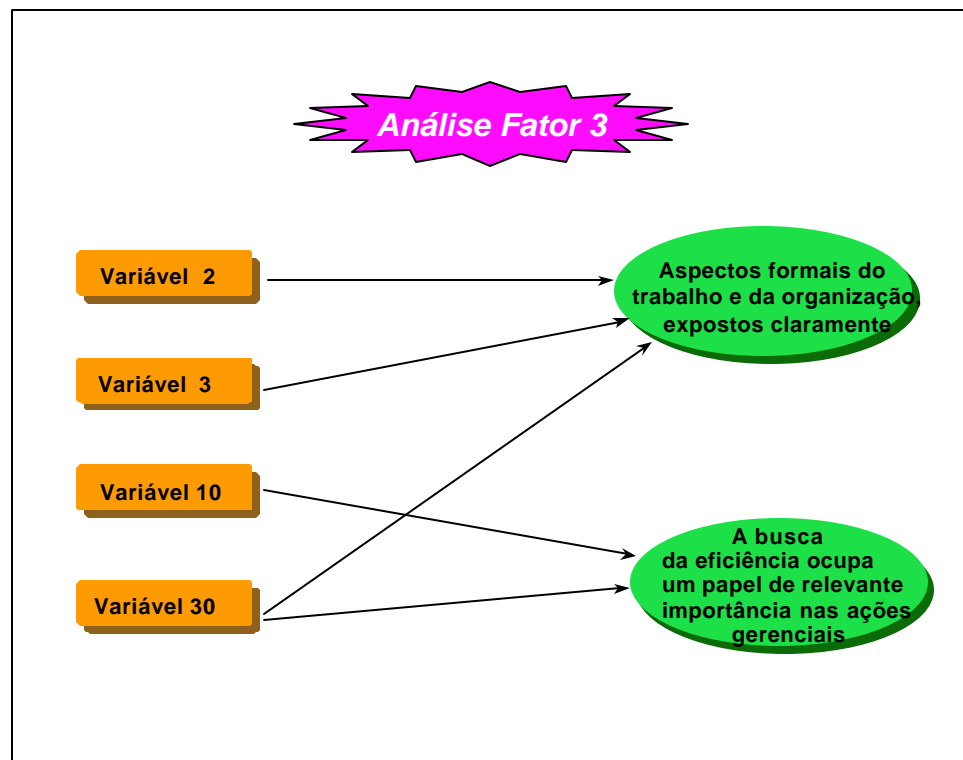 Análise Fator 3
Variável 2
Aspectos formais do
trabalho e da organização,
expostos claramente
Variável 3
Variável 10
A busca
da eficiência ocupa
um papel de relevante
importância nas ações
gerenciais
Variável 30